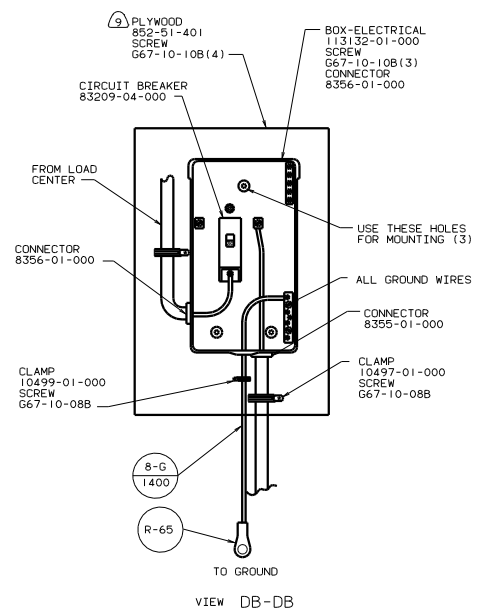 9 PLYWOOD
852-51-401
SCREW
G67-10-10B(4)
BOX-ELECTRICAL
113132-01-000
SCREW
G67-10-10B(3)
CONNECTOR
8356-01-000
CIRCUIT BREAKER
83209-04-000
FROM LOAD
CENTER
USE THESE HOLES
FOR MOUNTING (3)
CONNECTOR
8356-01-000
ALL GROUND WIRES
CONNECTOR
8355-01-000
CLAMP
10499-01-000
SCREW
G67-10-08B
CLAMP
10497-01-000
SCREW
G67-10-08B
8-G
1400
R-65
TO GROUND
VIEW DB-DB